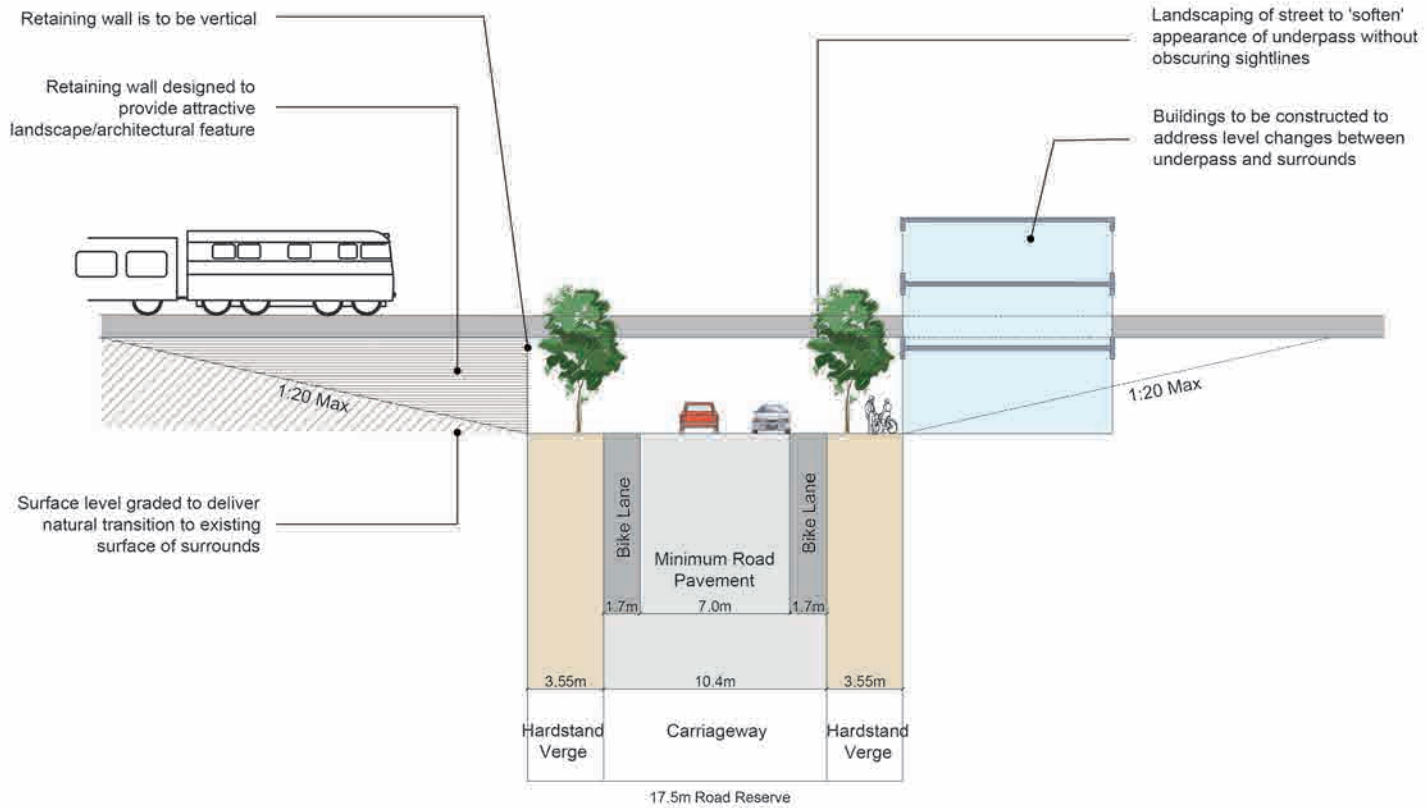 Retaining wall is to be vertical
Retaining wall designed to
provide attractive
landscape/architectural feature
Landscaping of street to 'soften'
appearance of underpass without
obscuring sightlines
Buildings to be constructed to
address level changes between
underpass and surrounds
1:20 Max
1:20 Max
Surface level graded to deliver
natural transition to existing
surface of surrounds
Bike Lane
Minimum Road
Pavement
Bike Lane
1.7m
7.0m
1.7m
3.55m
10.4m
3.55m
Hardstand
Verge
Carriageway
Hardstand
Verge
17.5m Road Reserve